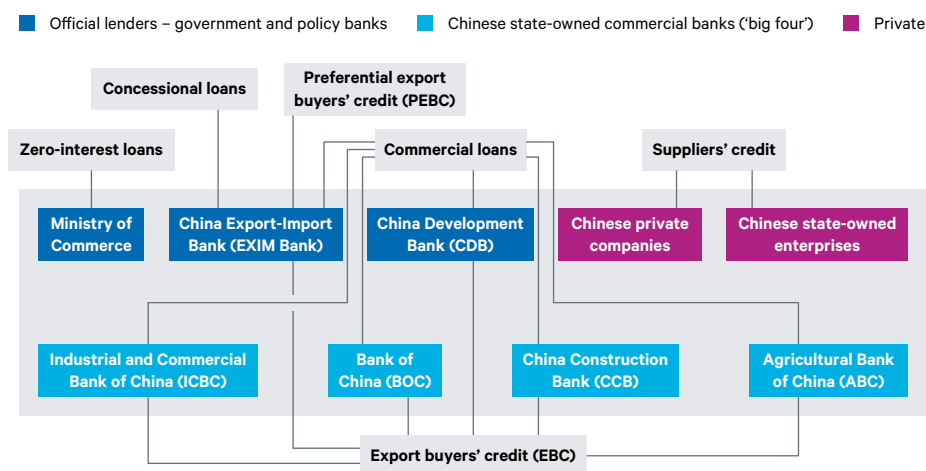 Official lenders – government and policy banks
Chinese state-owned commercial banks (‘big four’)
Private
Concessional loans
Preferential export
buyers’ credit (PEBC)
Zero-interest loans
Commercial loans
Suppliers’ credit
Ministry of
Commerce
China Export-Import
Bank (EXIM Bank)
China Development
Bank (CDB)
Chinese private
companies
Chinese state-owned
enterprises
Industrial and Commercial
Bank of China (ICBC)
Bank of
China (BOC)
China Construction
Bank (CCB)
Agricultural Bank
of China (ABC)
Export buyers’ credit (EBC)